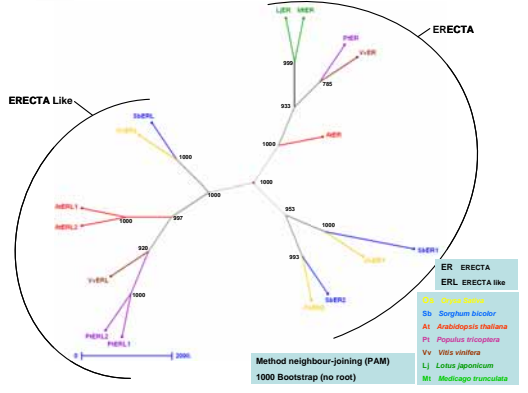 LjER MtER
ERECTA
PtER
VvER
999
785
ERECTA Like
933
SbERL
AtER
1000
1000
1000
1000
AtERL1
953
997
1000
1000
AtERL2
SbER1
920
993
ER ERECTA
VvERL
ERL ERECTA like
1000
SbER2
Sb Sorghum bicolor
At Arabidopsis thaliana
PtERL2
Pt Populus tricoptera
PtERL1
Vv Vitis vinifera
0 2095
Method neighbour-joining (PAM)
Lj Lotus japonicum
1000 Bootstrap (no root)
Mt Medicago trunculata